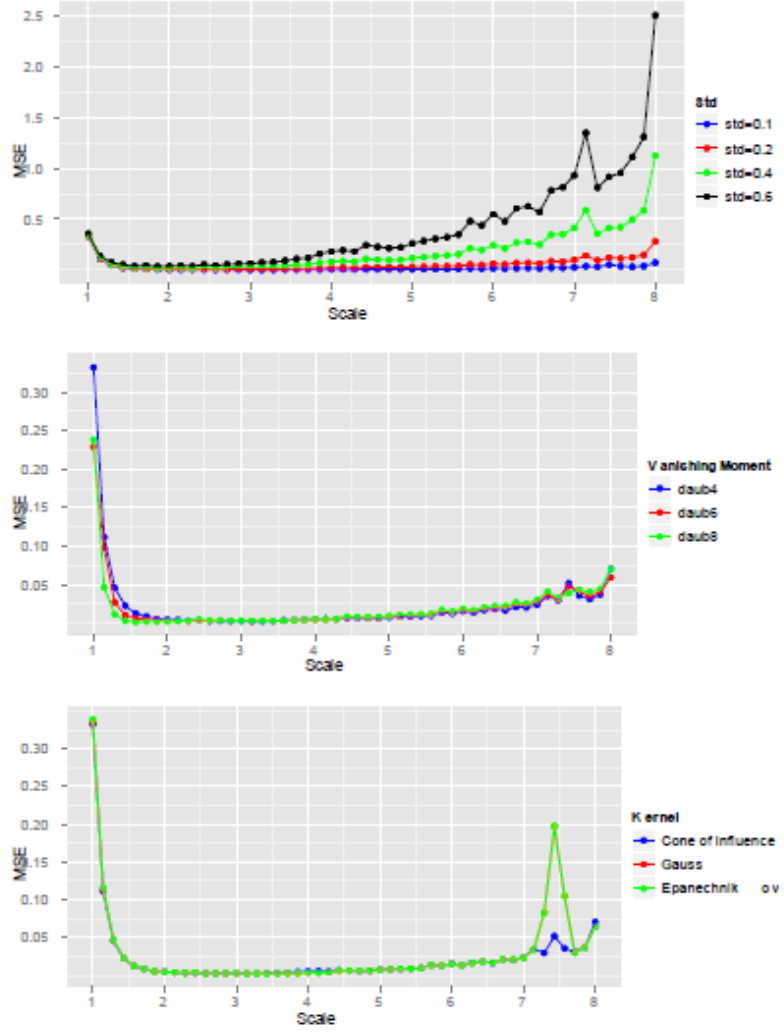 2.5
2.0
1.5
1.0
0.5
MSE
1 2 3 4 5 6 7 8
Scale
Std
std=0.1
std=0.2
std=0.4
std=0.6
0.30
0.25
0.20
0.15
0.10
0.05
MSE
1 2 3 4 5 6 7 8
Scale
V anishing Moment
daub4
daub6
daub8
0.30
0.25
0.20
0.15
0.10
0.05
MSE
1 2 3 4 5 6 7 8
Scale
K ernel
Cone of Influence
Gauss
Epanechnik ov